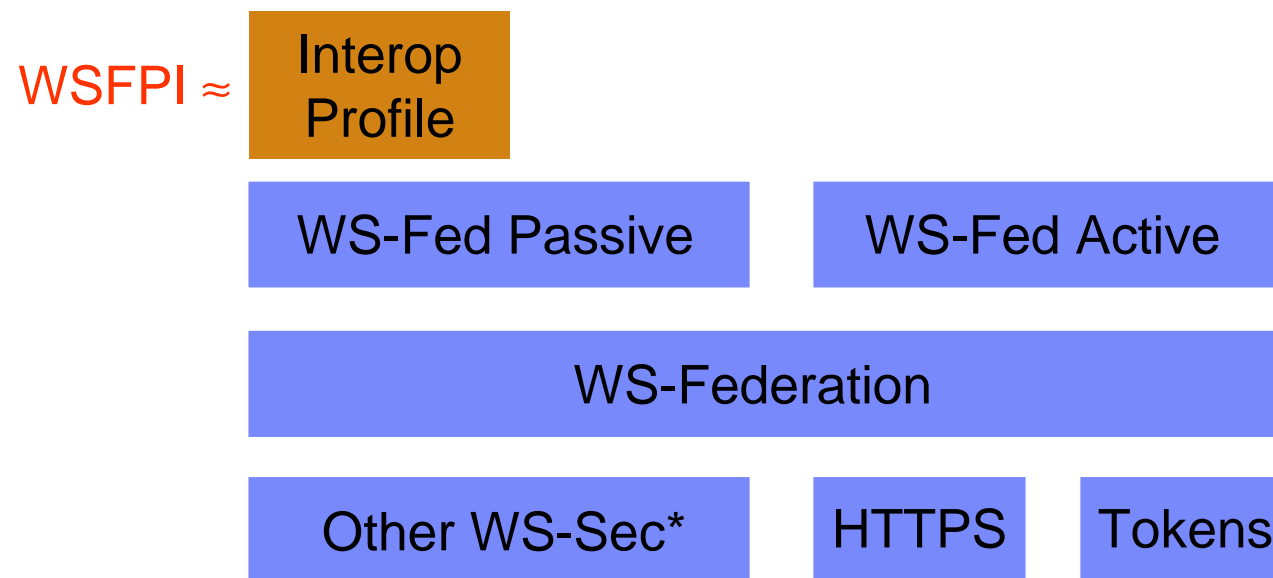 WSFPI ≈
Interop
Profile
WS-Fed Passive
WS-Fed Active
WS-Federation
Other WS-Sec*
HTTPS
Tokens